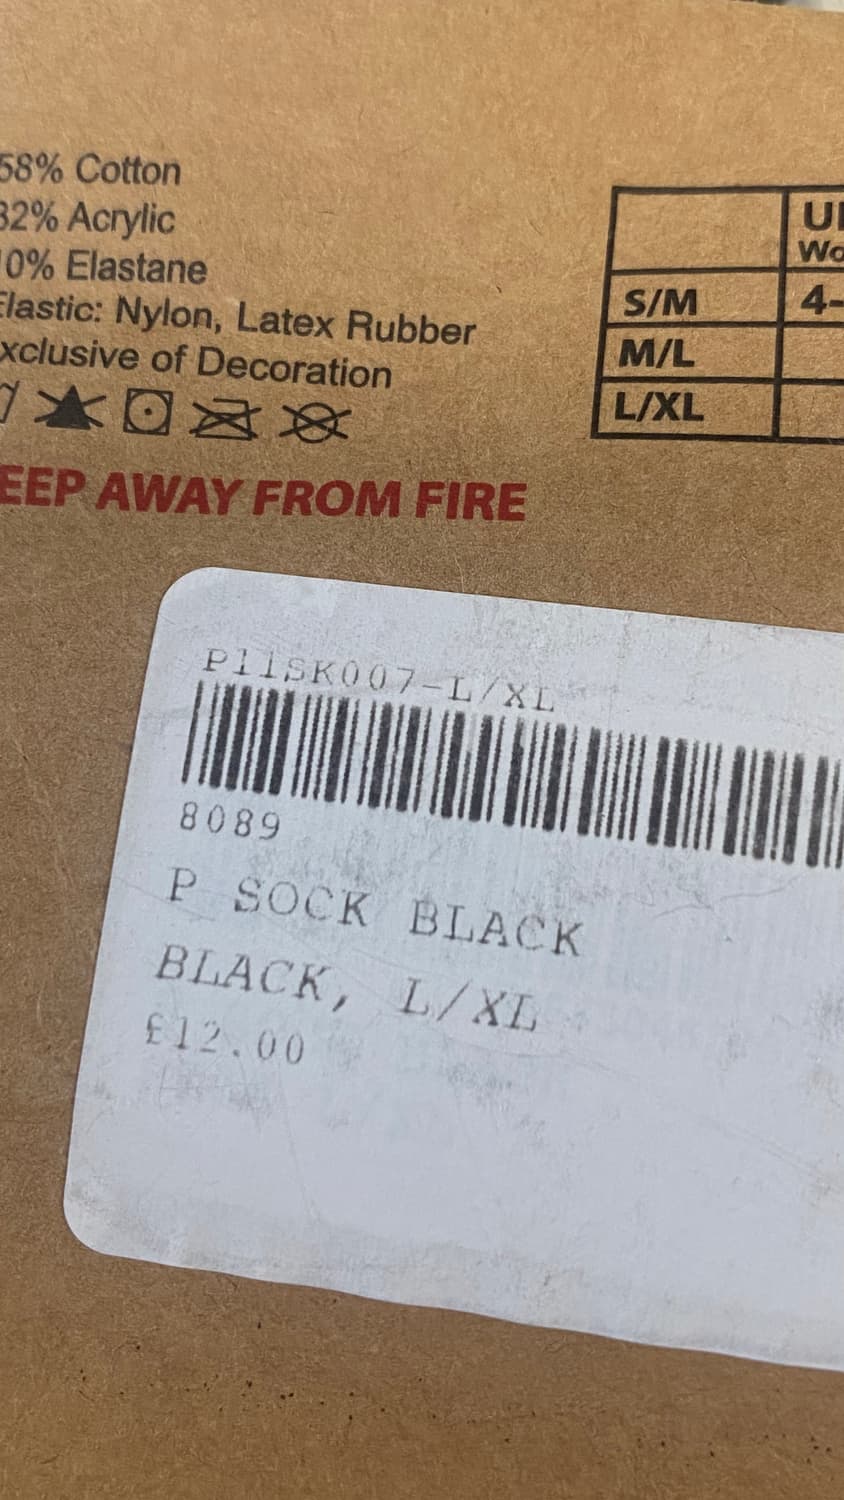 58% Cotton
32% Acrylic
10% Elastane
Elastic: Nylon, Latex Rubber
Exclusive of Decoration
S/M 4-
M/L
L/XL
KEEP AWAY FROM FIRE
P11SK007-L/XL
8089
P SOCK BLACK
BLACK, L/XL
£12.00